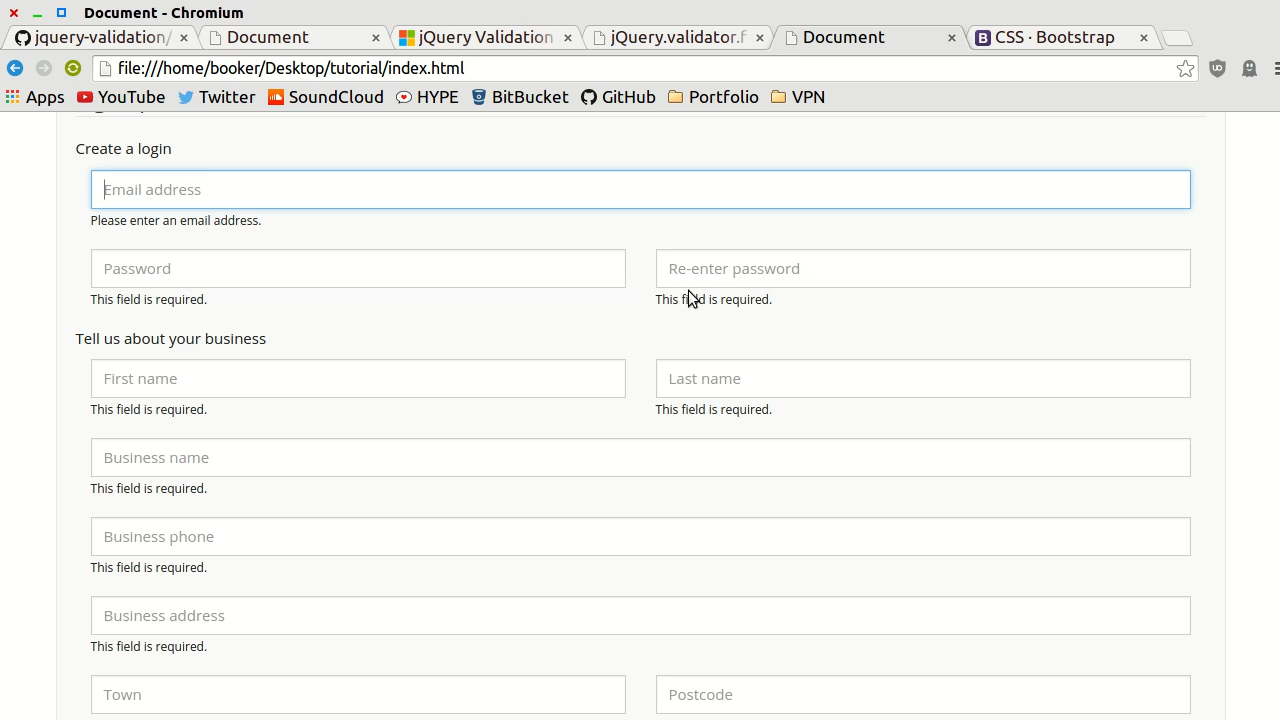 Document - Chromium
jquery-validation/
Document
jQuery Validation
jQuery.validator.f
Document
CSS · Bootstrap
file:///home/booker/Desktop/tutorial/index.html
Apps YouTube Twitter SoundCloud HYPE BitBucket GitHub Portfolio VPN
Create a login
Email address
Please enter an email address.
Password Re-enter password
This field is required. This field is required.
Tell us about your business
First name Last name
This field is required. This field is required.
Business name
This field is required.
Business phone
This field is required.
Business address
This field is required.
Town Postcode